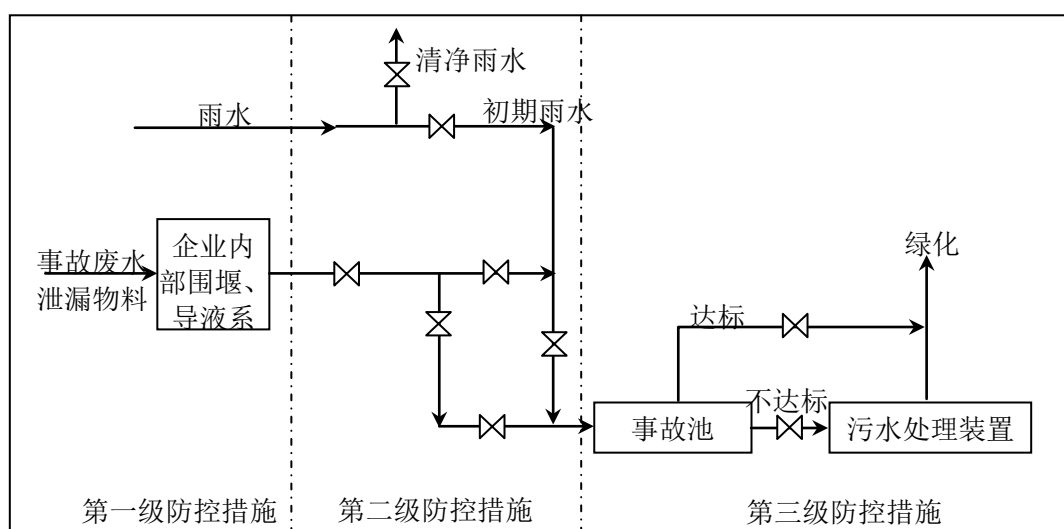 清净雨水
雨水
初期雨水
事故废水
泄漏物料
企业内
部围堰、
导液系
绿化
达标
不达标
事故池
污水处理装置
第一级防控措施
第二级防控措施
第三级防控措施